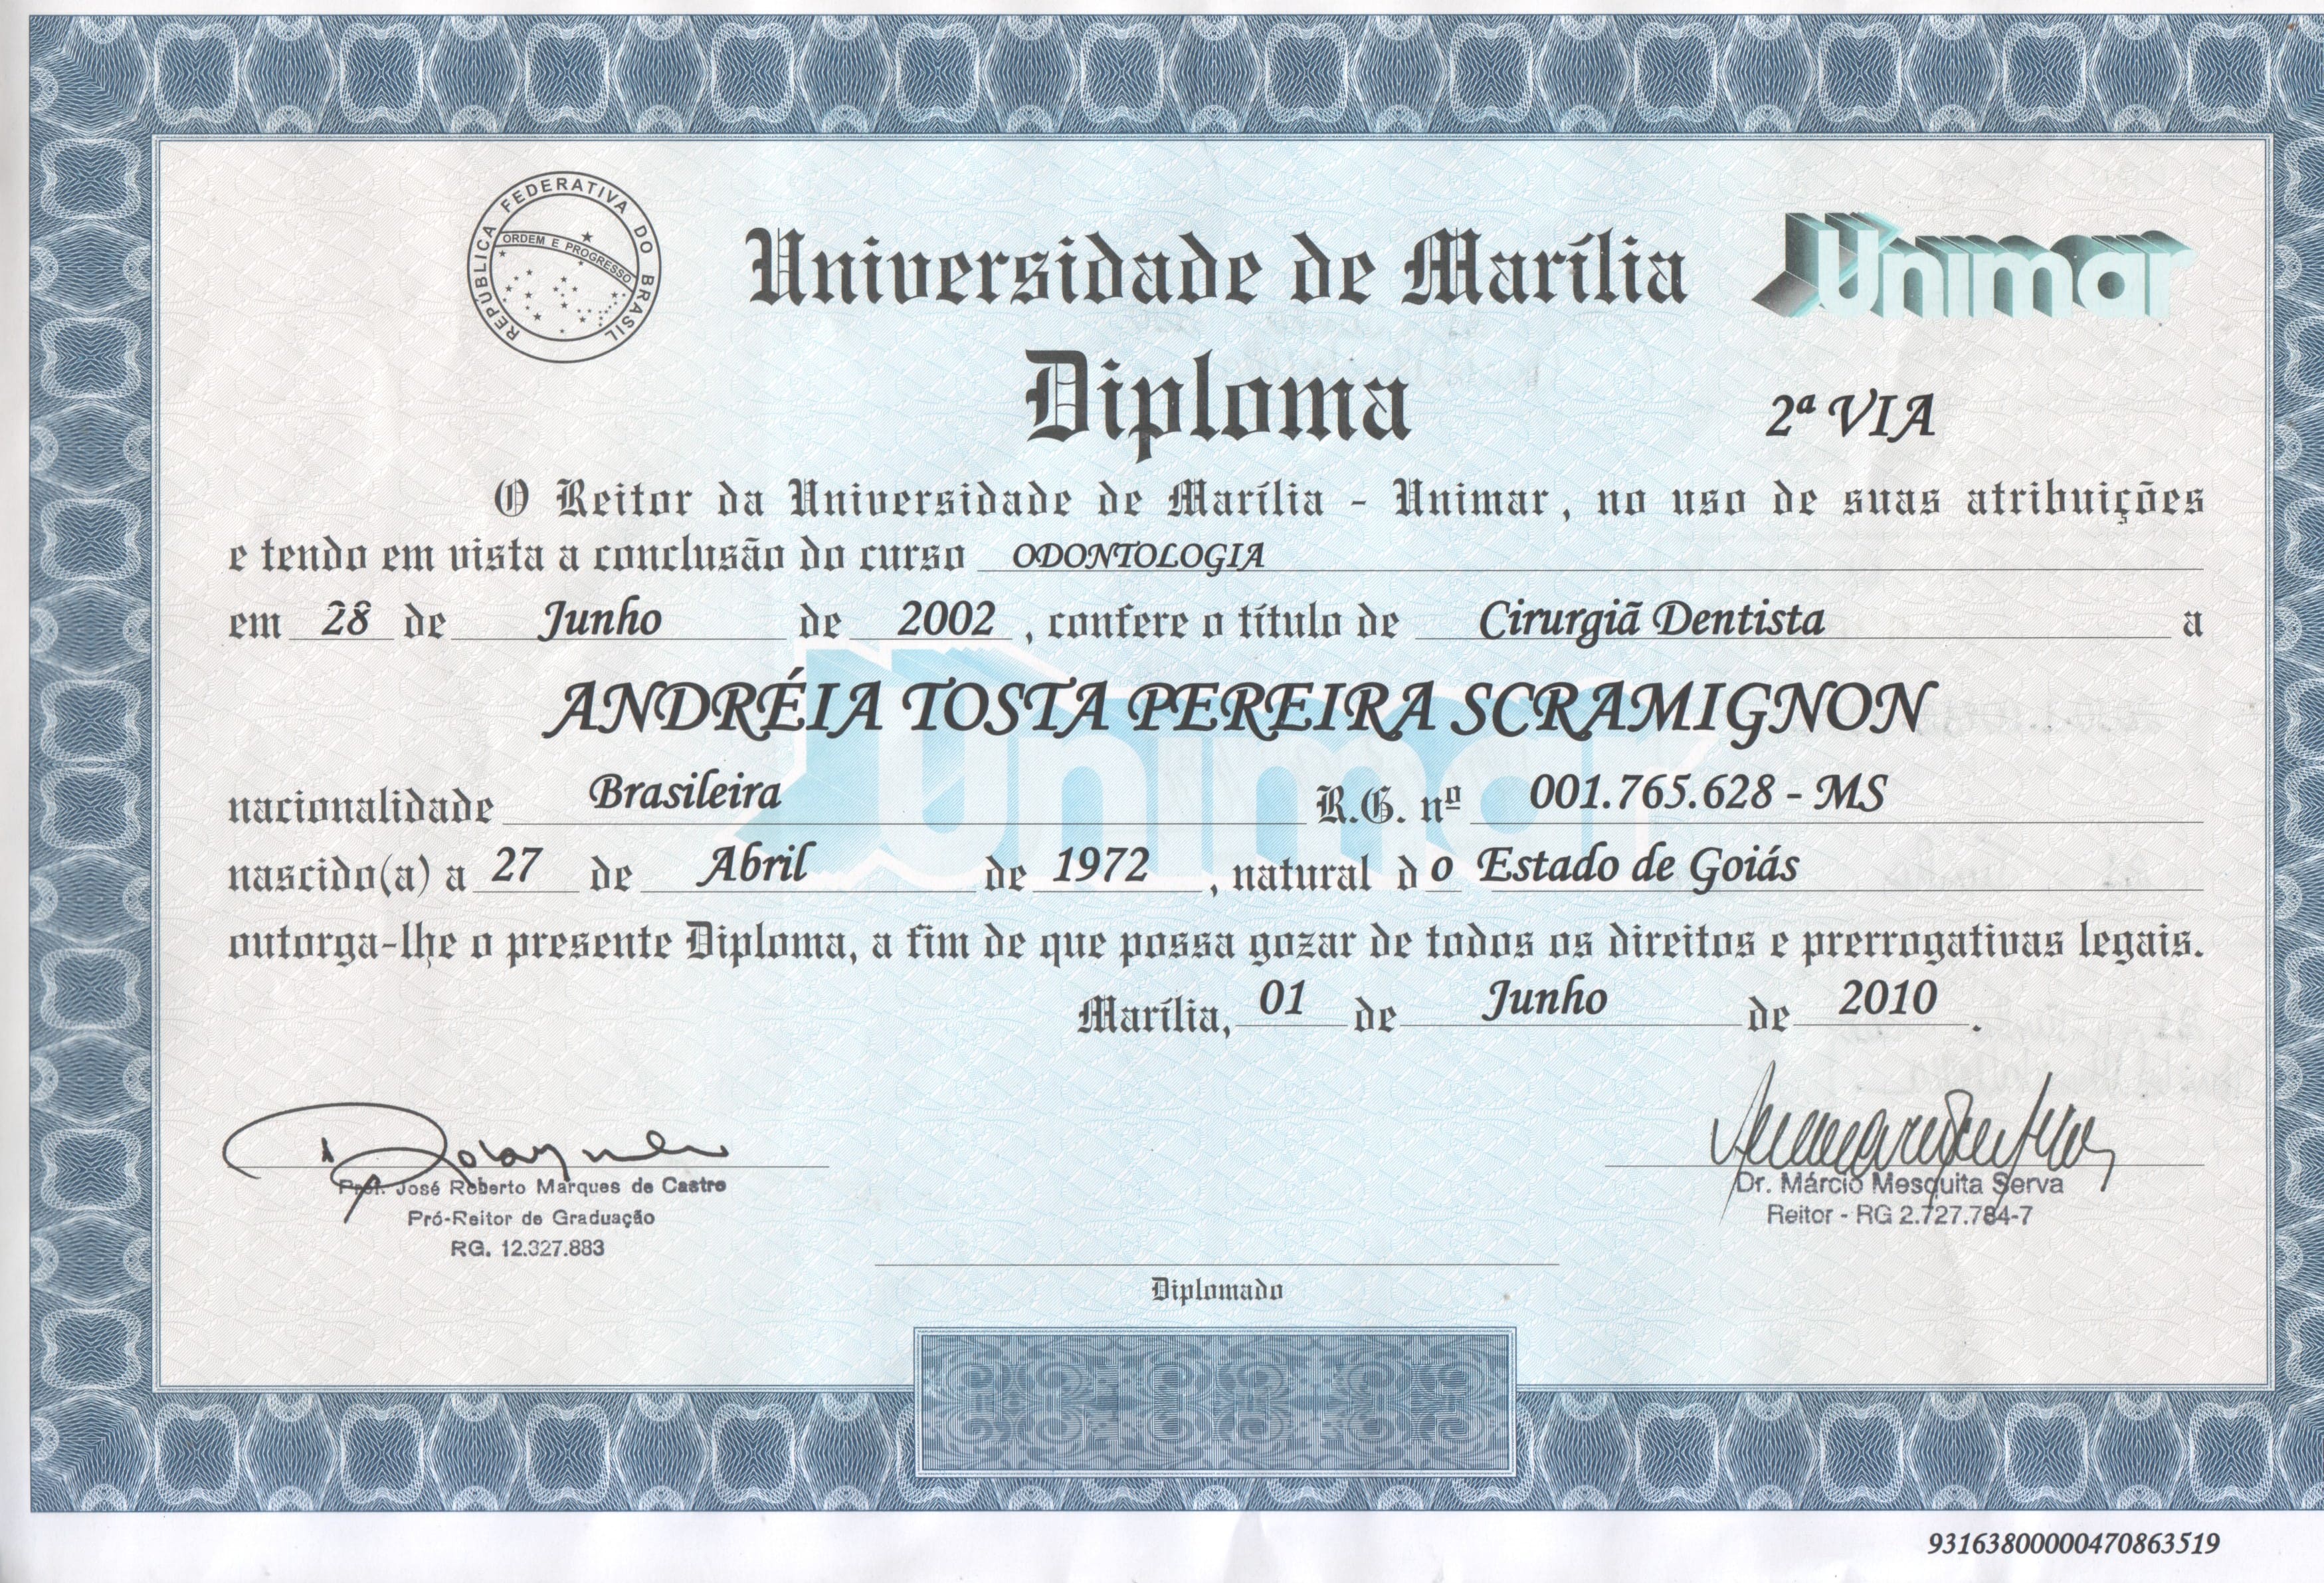 REPÚBLICA FEDERATIVA DO BRASIL
ORDEM E PROGRESSO
Universidade de Marília
Unimar
Diploma
2ª VIA
O Reitor da Universidade de Marília - Unimar, no uso de suas atribuições
e tendo em vista a conclusão do curso ODONTOLOGIA
em 28 de Junho de 2002, confere o título de Cirurgiã Dentista a
ANDRÉIA TOSTA PEREIRA SCRAMIGNON
Unimar
nacionalidade Brasileira R.G. nº 001.765.628 - MS
nascido(a) a 27 de Abril de 1972, natural do Estado de Goiás
outorga-lhe o presente Diploma, a fim de que possa gozar de todos os direitos e prerrogativas legais.
Marília, 01 de Junho de 2010.
Prof. José Roberto Marques de Castro
Pró-Reitor de Graduação
RG. 12.327.883
Dr. Márcio Mesquita Serva
Reitor - RG 2.727.784-7
Diplomado
93163800000470863519